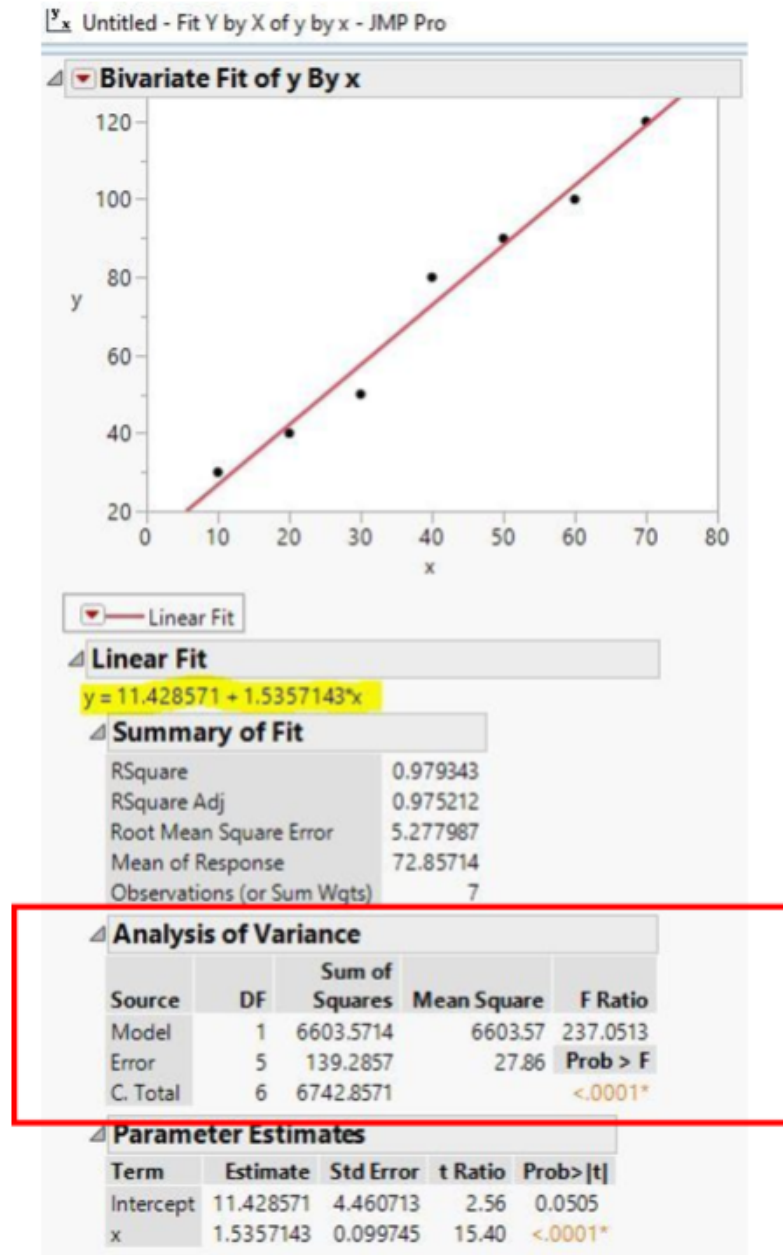 Untitled - Fit Y by X of y by x - JMP Pro
Bivariate Fit of y By x
120
100
80
y
60
40
20
0 10 20 30 40 50 60 70 80
x
Linear Fit
Linear Fit
y = 11.428571 + 1.5357143*x
Summary of Fit
RSquare 0.979343
RSquare Adj 0.975212
Root Mean Square Error 5.277987
Mean of Response 72.85714
Observations (or Sum Wgts) 7
Analysis of Variance
Sum of
Source DF Squares Mean Square F Ratio
Model 1 6603.5714 6603.57 237.0513
Error 5 139.2857 27.86 Prob > F
C. Total 6 6742.8571 <.0001*
Parameter Estimates
Term Estimate Std Error t Ratio Prob>|t|
Intercept 11.428571 4.460713 2.56 0.0505
x 1.5357143 0.099745 15.40 <.0001*